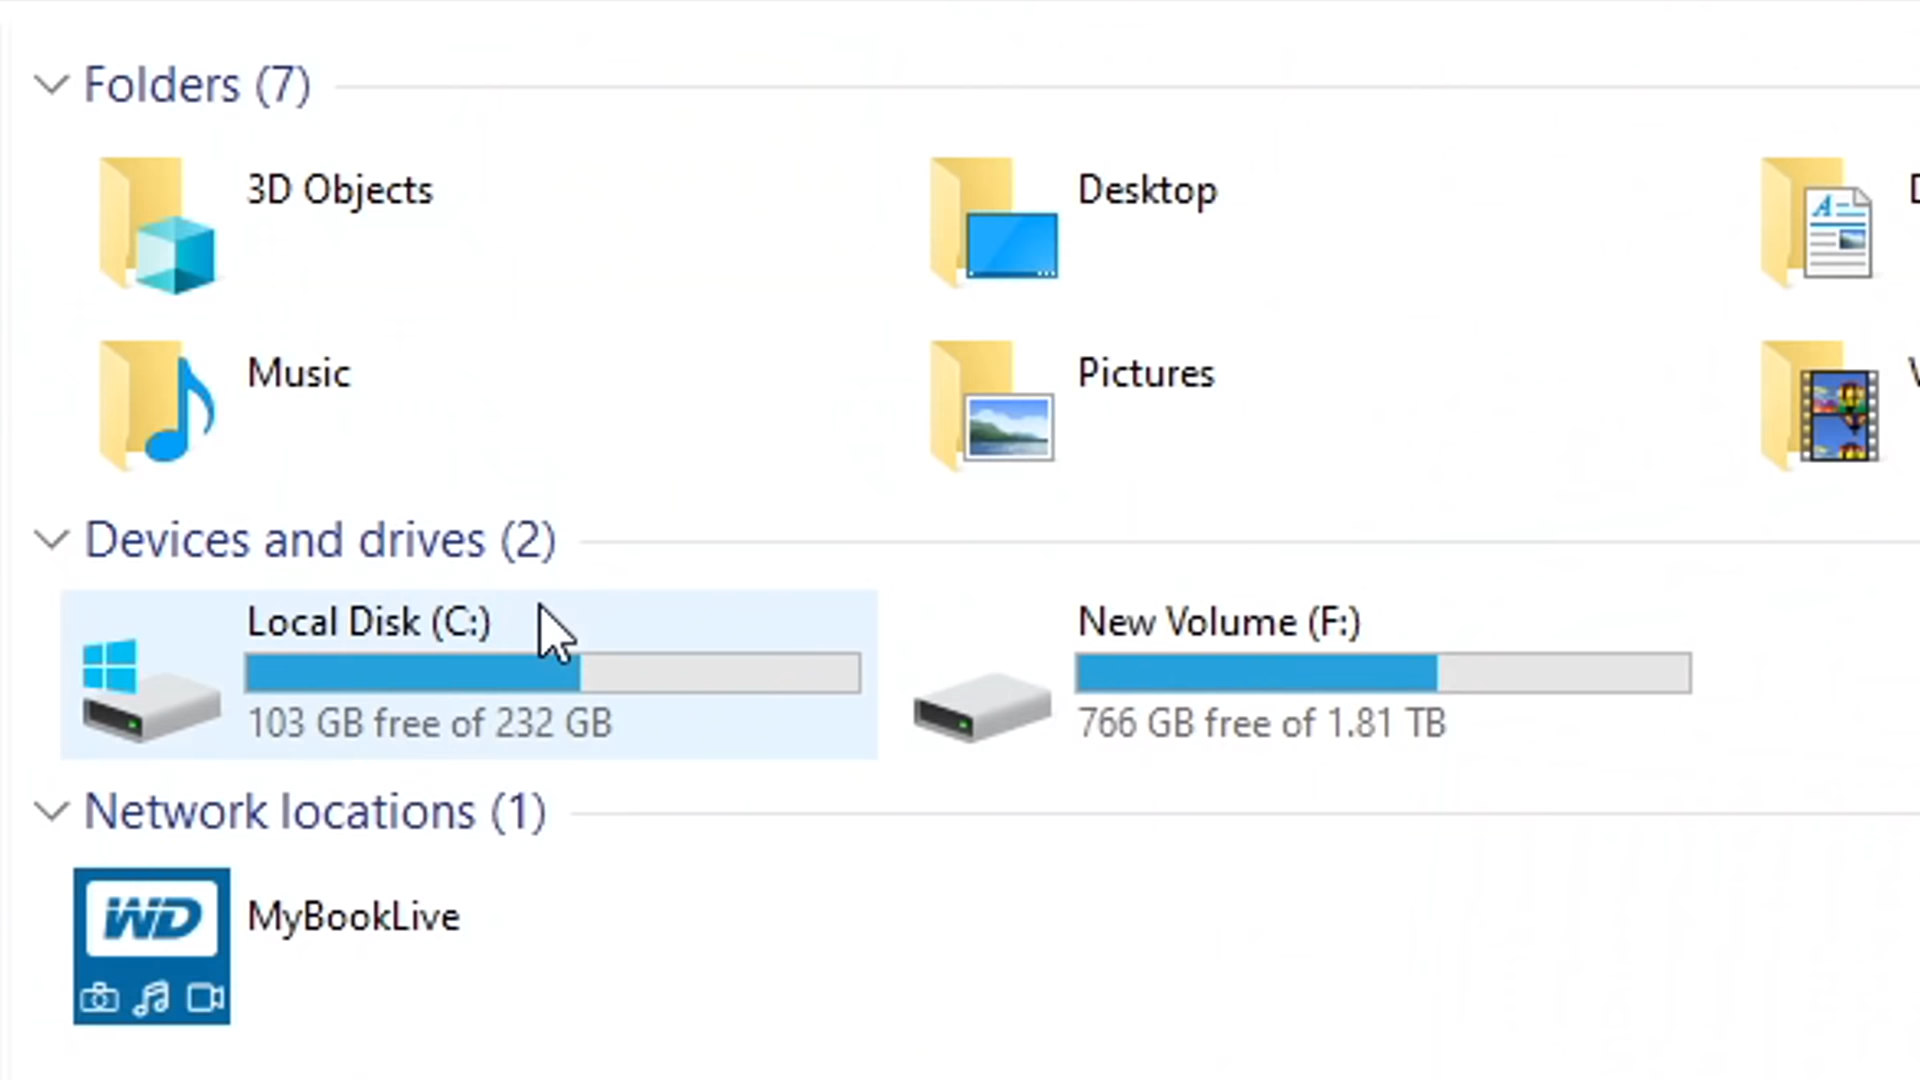 Folders (7)
3D Objects
Desktop
Music
Pictures
Devices and drives (2)
Local Disk (C:)
New Volume (F:)
103 GB free of 232 GB
766 GB free of 1.81 TB
Network locations (1)
WD
MyBookLive